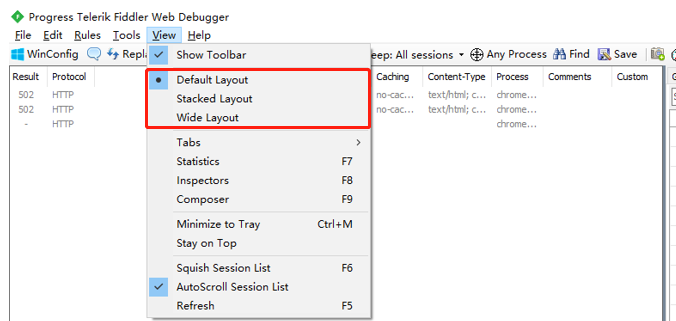 Progress Telerik Fiddler Web Debugger
File Edit Rules Tools View Help
WinConfig Repla
eep: All sessions Any Process Find Save
Result Protocol Caching Content-Type Process Comments Custom
502 HTTP no-cac... text/html; c... chrome...
502 HTTP no-cac... text/html; c... chrome...
- HTTP chrome...
Show Toolbar
Default Layout
Stacked Layout
Wide Layout
Tabs
Statistics F7
Inspectors F8
Composer F9
Minimize to Tray Ctrl+M
Stay on Top
Squish Session List F6
AutoScroll Session List
Refresh F5